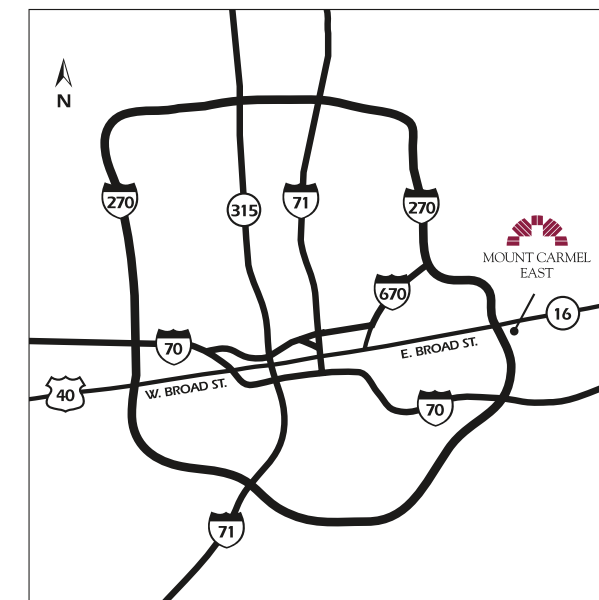 N
270
315
71
270
MOUNT CARMEL
EAST
670
16
70
E. BROAD ST.
W. BROAD ST.
40
70
71